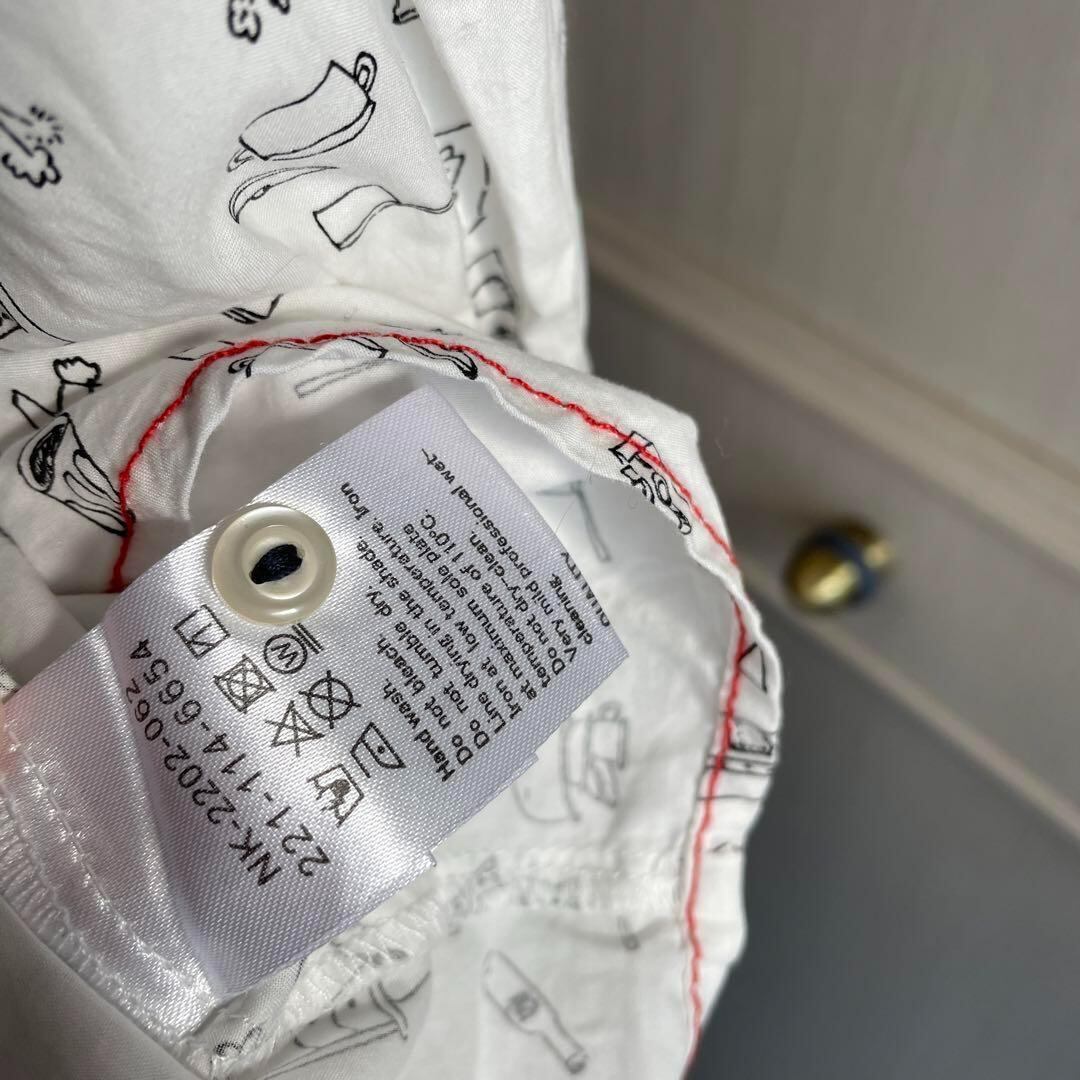 NK-2202-062
221-114-6654
Hand wash.
Do not bleach
Do not tumble dry.
Line drying in the shade.
Iron at low temperature. Iron
at maximum sole plate
temperature of 110°C.
Do not dry-clean.
Very mild professional wet-
cleaning.
W